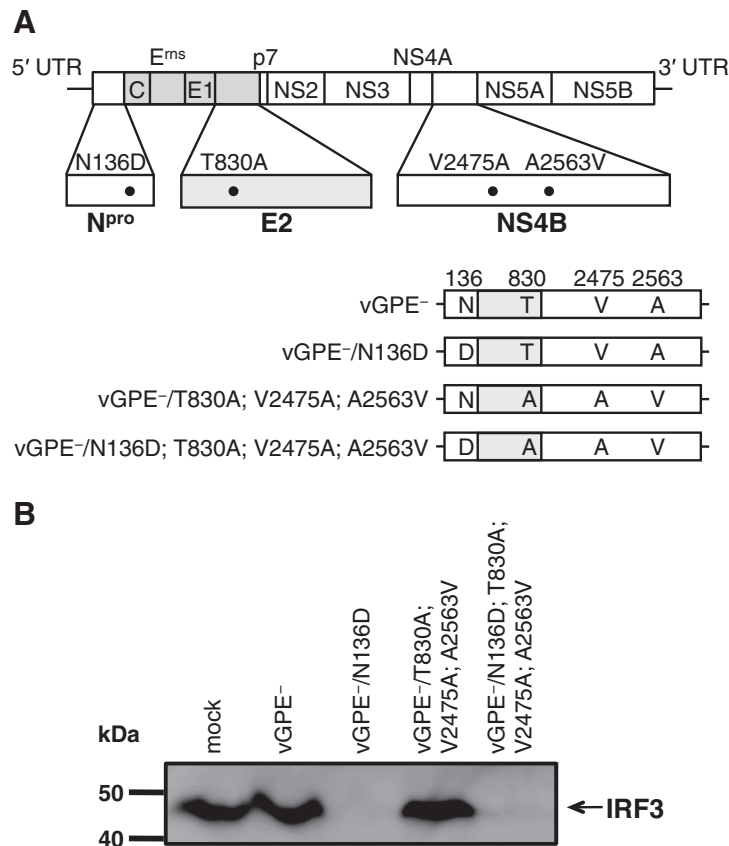 A
Eʳⁿˢ p7 NS4A
5′ UTR 3′ UTR
C E1 NS2 NS3 NS5A NS5B
N136D T830A V2475A A2563V
Nᵖʳᵒ E2 NS4B
136 830 2475 2563
vGPE⁻ N T V A
vGPE⁻/N136D D T V A
vGPE⁻/T830A; V2475A; A2563V N A A V
vGPE⁻/N136D; T830A; V2475A; A2563V D A A V
B
mock
vGPE⁻
vGPE⁻/N136D
vGPE⁻/T830A;
V2475A; A2563V
vGPE⁻/N136D; T830A;
V2475A; A2563V
kDa
50
IRF3
40